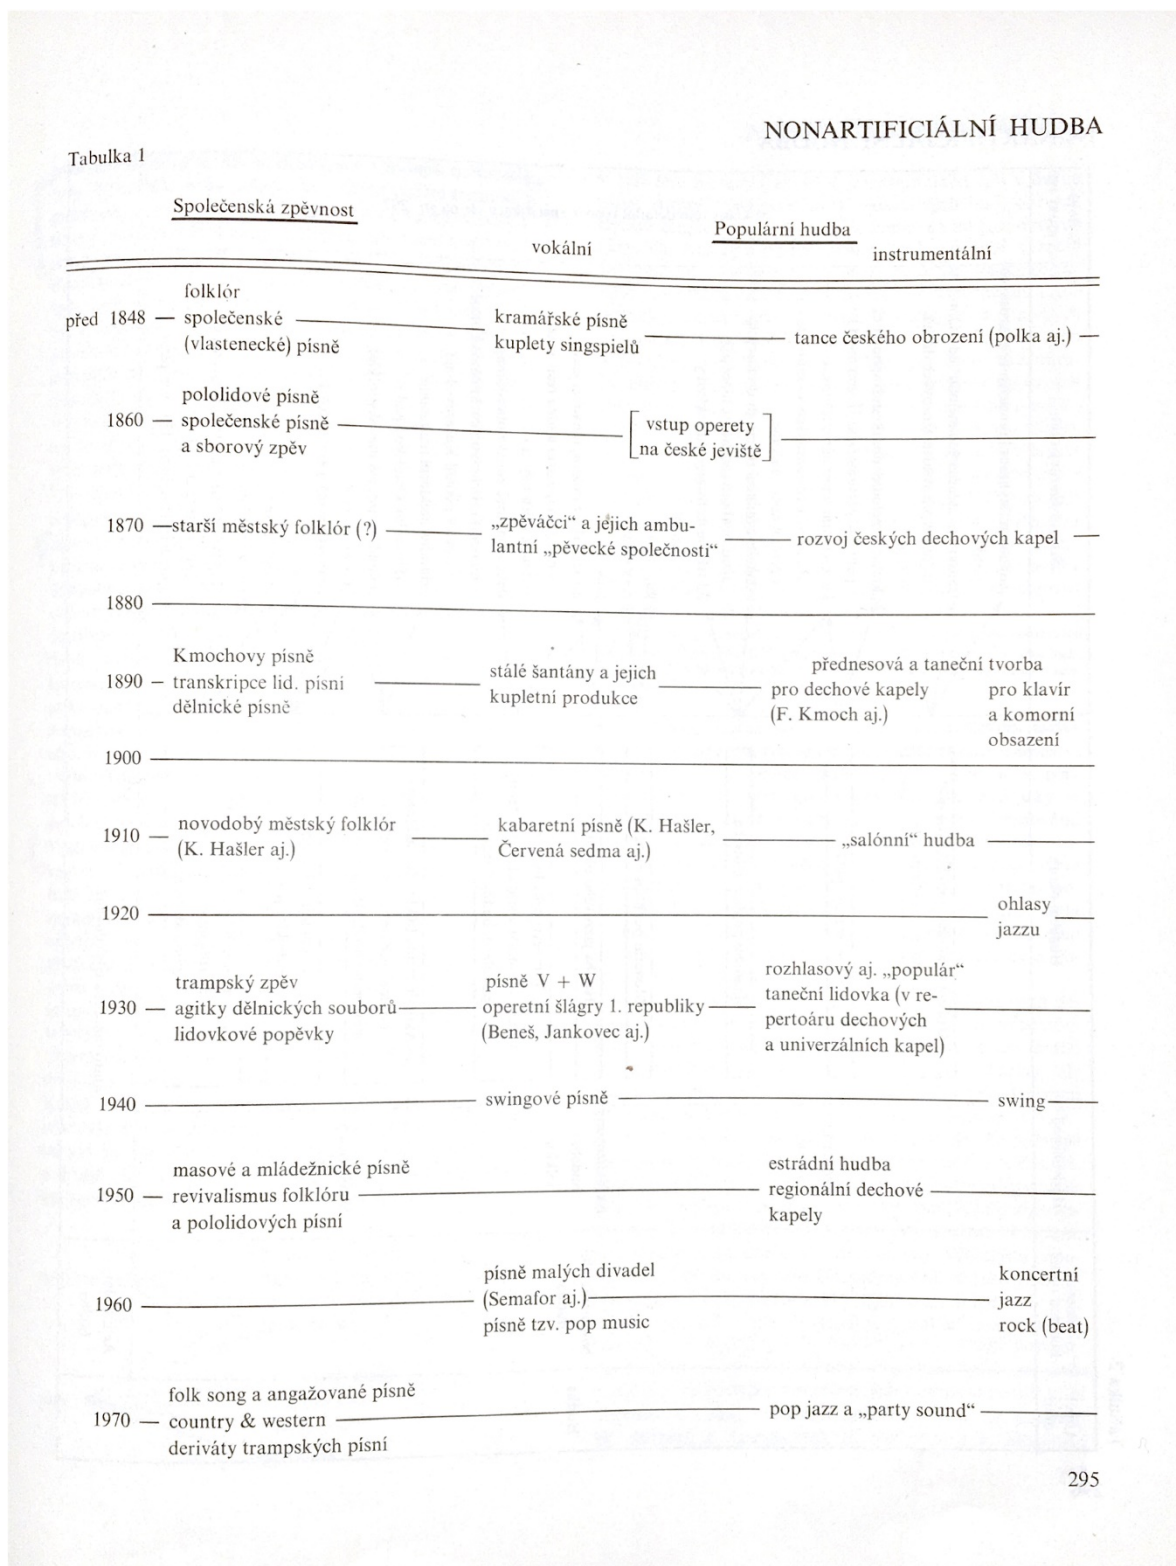 NONARTIFICIÁLNÍ HUDBA
Tabulka 1
Společenská zpěvnost
Populární hudba
vokální
instrumentální
před 1848
folklór
společenské
(vlastenecké) písně
kramářské písně
kuplety singspielů
tance českého obrození (polka aj.)
1860
pololidové písně
společenské písně
a sborový zpěv
vstup operety
na české jeviště
1870
starší městský folklór (?)
„zpěváčci“ a jejich ambu-
lantní „pěvecké společnosti“
rozvoj českých dechových kapel
1880
1890
Kmochovy písně
transkripce lid. písni
dělnické písně
stálé šantány a jejich
kupletní produkce
přednesová a taneční tvorba
pro dechové kapely
(F. Kmoch aj.)
pro klavír
a komorní
obsazení
1900
1910
novodobý městský folklór
(K. Hašler aj.)
kabaretní písně (K. Hašler,
Červená sedma aj.)
„salónní“ hudba
1920
ohlasy
jazzu
1930
trampský zpěv
agitky dělnických souborů
lidovkové popěvky
písně V + W
operetní šlágry 1. republiky
(Beneš, Jankovec aj.)
rozhlasový aj. „populár“
taneční lidovka (v re-
pertoáru dechových
a univerzálních kapel)
1940
swingové písně
swing
1950
masové a mládežnické písně
revivalismus folklóru
a pololidových písní
estrádní hudba
regionální dechové
kapely
1960
písně malých divadel
(Semafor aj.)
písně tzv. pop music
koncertní
jazz
rock (beat)
1970
folk song a angažované písně
country & western
deriváty trampských písní
pop jazz a „party sound“
295